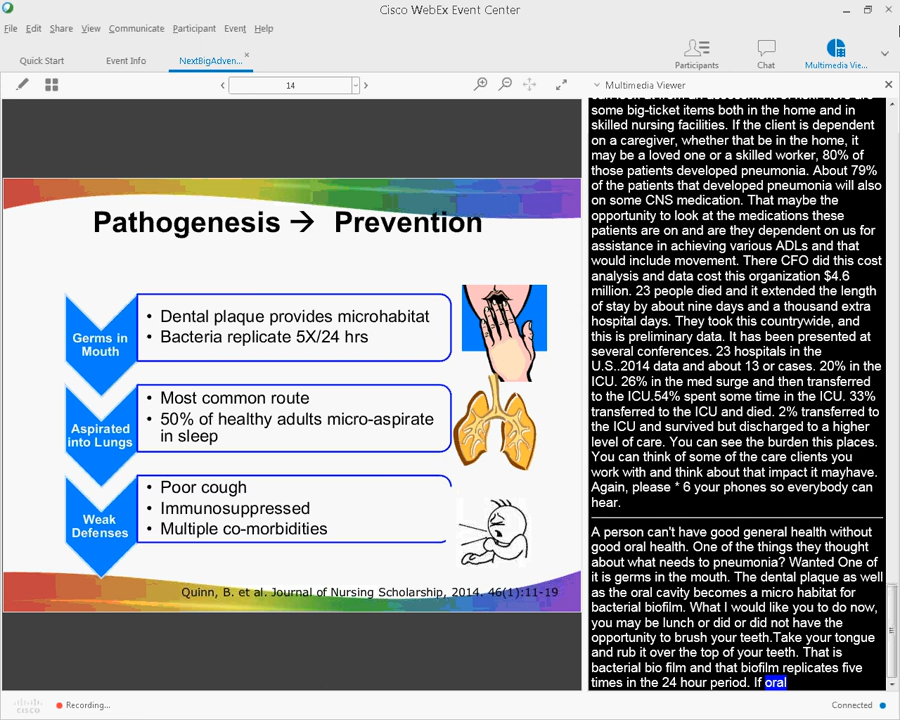 Cisco WebEx Event Center
File Edit Share View Communicate Participant Event Help
Quick Start
Event Info
NextBigAdven...
Participants
Chat
Multimedia Vie...
14
Multimedia Viewer
Pathogenesis → Prevention
Germs in
Mouth
• Dental plaque provides microhabitat
• Bacteria replicate 5X/24 hrs
Aspirated
into Lungs
• Most common route
• 50% of healthy adults micro-aspirate
in sleep
Weak
Defenses
• Poor cough
• Immunosuppressed
• Multiple co-morbidities
Quinn, B. et al. Journal of Nursing Scholarship, 2014. 46(1):11-19
some big-ticket items both in the home and in
skilled nursing facilities. If the client is dependent
on a caregiver, whether that be in the home, it
may be a loved one or a skilled worker, 80% of
those patients developed pneumonia. About 79%
of the patients that developed pneumonia will also
on some CNS medication. That maybe the
opportunity to look at the medications these
patients are on and are they dependent on us for
assistance in achieving various ADLs and that
would include movement. There CFO did this cost
analysis and data cost this organization $4.6
million. 23 people died and it extended the length
of stay by about nine days and a thousand extra
hospital days. They took this countrywide, and
this is preliminary data. It has been presented at
several conferences. 23 hospitals in the
U.S..2014 data and about 13 or cases. 20% in the
ICU. 26% in the med surge and then transferred
to the ICU.54% spent some time in the ICU. 33%
transferred to the ICU and died. 2% transferred to
the ICU and survived but discharged to a higher
level of care. You can see the burden this places.
You can think of some of the care clients you
work with and think about that impact it mayhave.
Again, please * 6 your phones so everybody can
hear.
A person can't have good general health without
good oral health. One of the things they thought
about what needs to pneumonia? Wanted One of
it is germs in the mouth. The dental plaque as well
as the oral cavity becomes a micro habitat for
bacterial biofilm. What I would like you to do now,
you may be lunch or did or did not have the
opportunity to brush your teeth.Take your tongue
and rub it over the top of your teeth. That is
bacterial bio film and that biofilm replicates five
times in the 24 hour period. If oral
cisco
Recording...
Connected